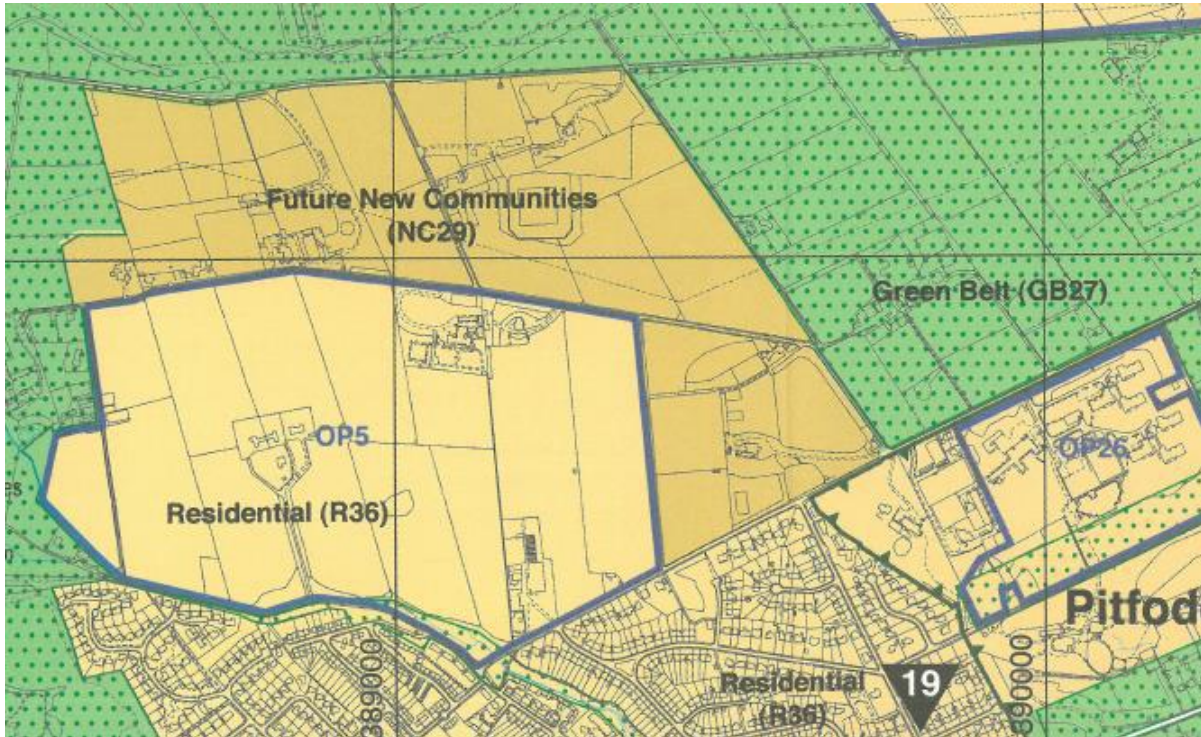 Future New Communities
(NC29)
Green Belt (GB27)
OP5
OP26
Residential (R36)
Pitfod
Residential
(R36)
19
389000
390000